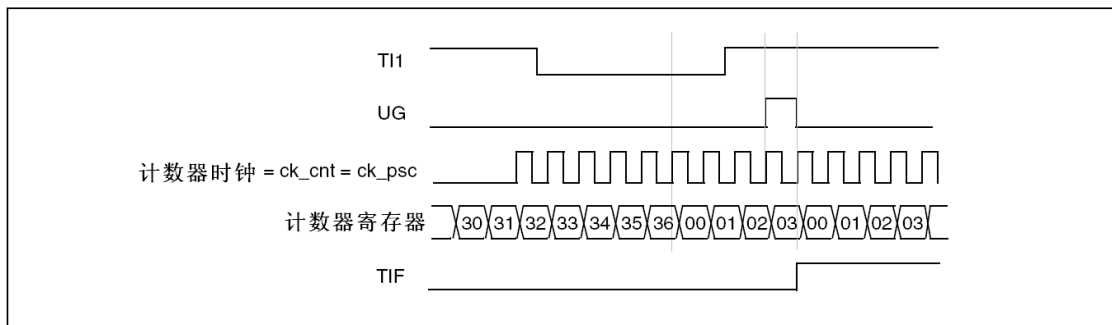 TI1
UG
计数器时钟 = ck_cnt = ck_psc
计数器寄存器 30 31 32 33 34 35 36 00 01 02 03 00 01 02 03
TIF